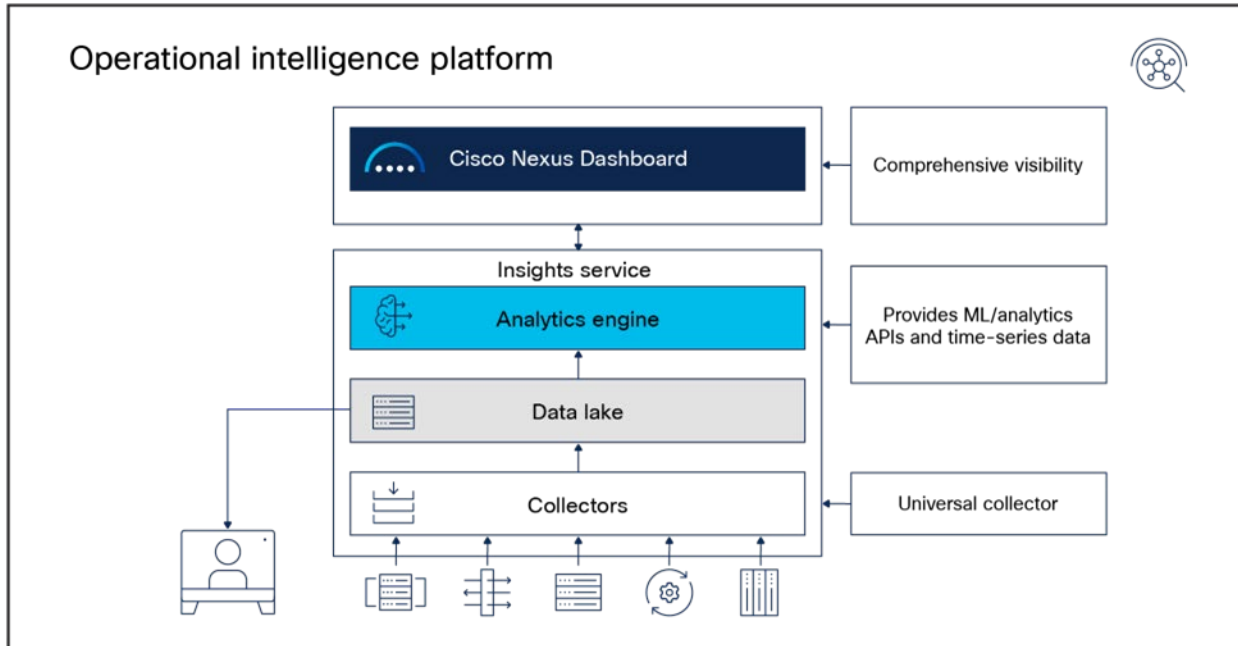 Operational intelligence platform
Cisco Nexus Dashboard
Comprehensive visibility
Insights service
Analytics engine
Provides ML/analytics
APIs and time-series data
Data lake
Collectors
Universal collector